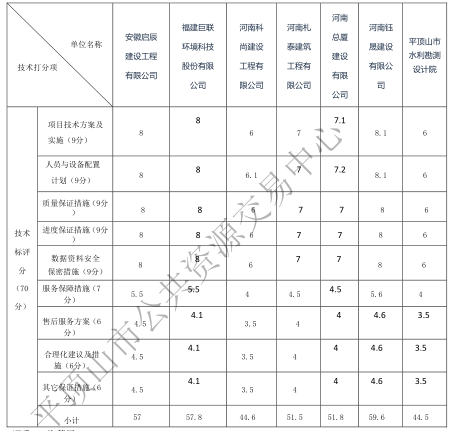 单位名称
技术打分项
安徽启辰
建设工程
有限公司
福建巨联
环境科技
股份有限
公司
河南科
尚建设
工程有
限公司
河南札
泰建筑
工程有
限公司
河南
总厦
建设
有限
公司
河南钰
晟建设
有限公
司
平顶山市
水利勘测
设计院
技术
标评
分
(70
分)
项目技术方案及
实施(9分)
8 8 6 7 7.1 8.1 6
人员与设备配置
计划(9分)
8 8 6.1 7 7.2 8.1 6
质量保证措施(9分
)
8 8 6 7 7 8 6
进度保证措施(9分
)
8 8 6 7 7 8 6
数据资料安全
保密措施(9分)
8 8 6 7 7 8 6
服务保障措施(7
分)
5.5 5.5 4 4.5 4.5 5.6 4
售后服务方案(6
分)
4.5 4.1 3.5 4 4 4.6 3.5
合理化建议及措
施(6分)
4.5 4.1 3.5 4 4 4.6 3.5
其它保证措施(6
分)
4.5 4.1 3.5 4 4 4.6 3.5
小计 57 57.8 44.6 51.5 51.8 59.6 44.5
平顶山市公共资源交易中心